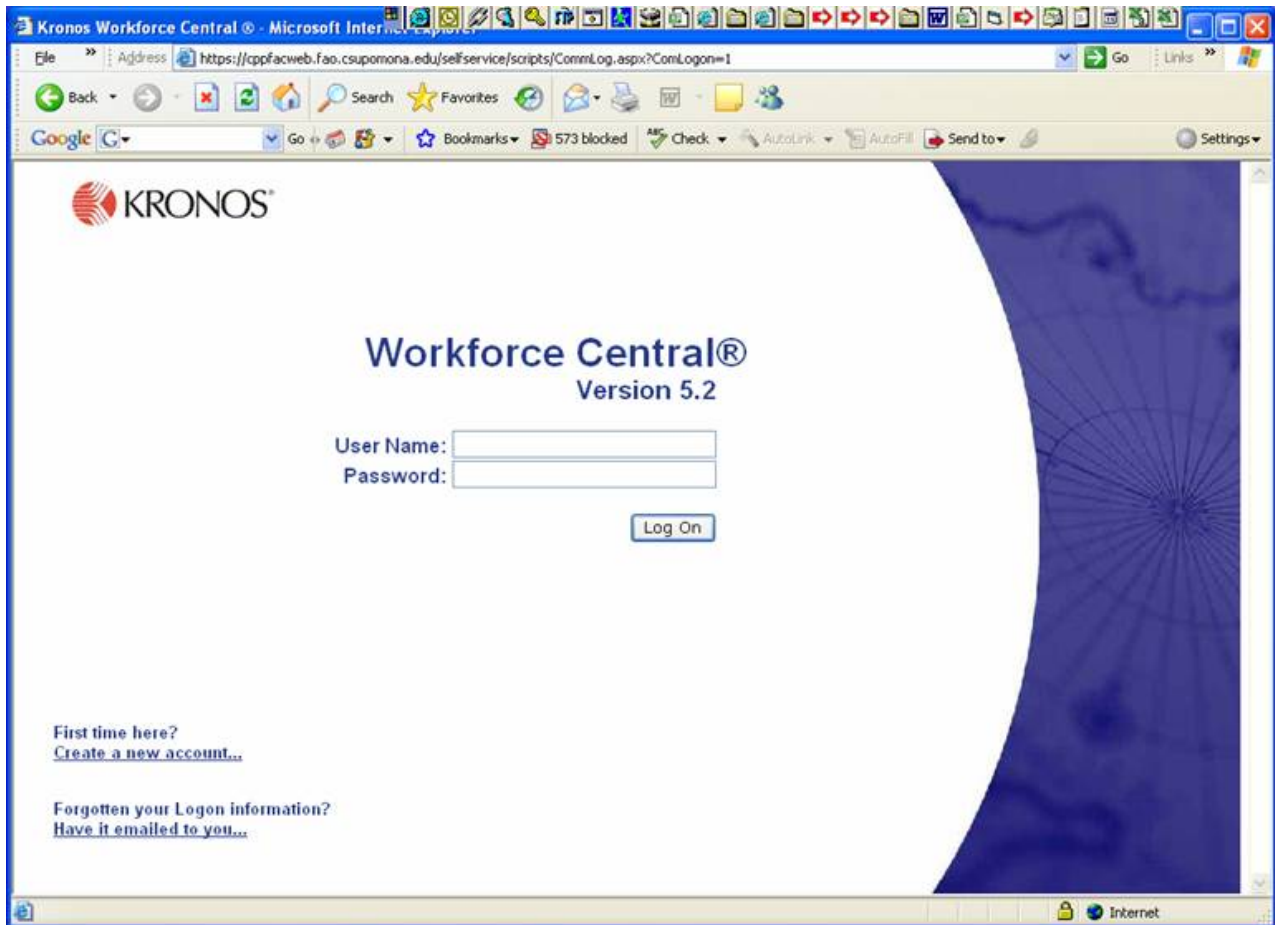 Kronos Workforce Central ® - Microsoft Internet Explorer
File » Address https://cppfacweb.fao.csupomona.edu/selfservice/scripts/CommLog.aspx?ComLogon=1 Go Links »
Back Search Favorites
Google G Go Bookmarks 573 blocked Check AutoLink AutoFill Send to Settings
KRONOS®
Workforce Central®
Version 5.2
User Name:
Password:
Log On
First time here?
Create a new account...
Forgotten your Logon information?
Have it emailed to you...
Internet